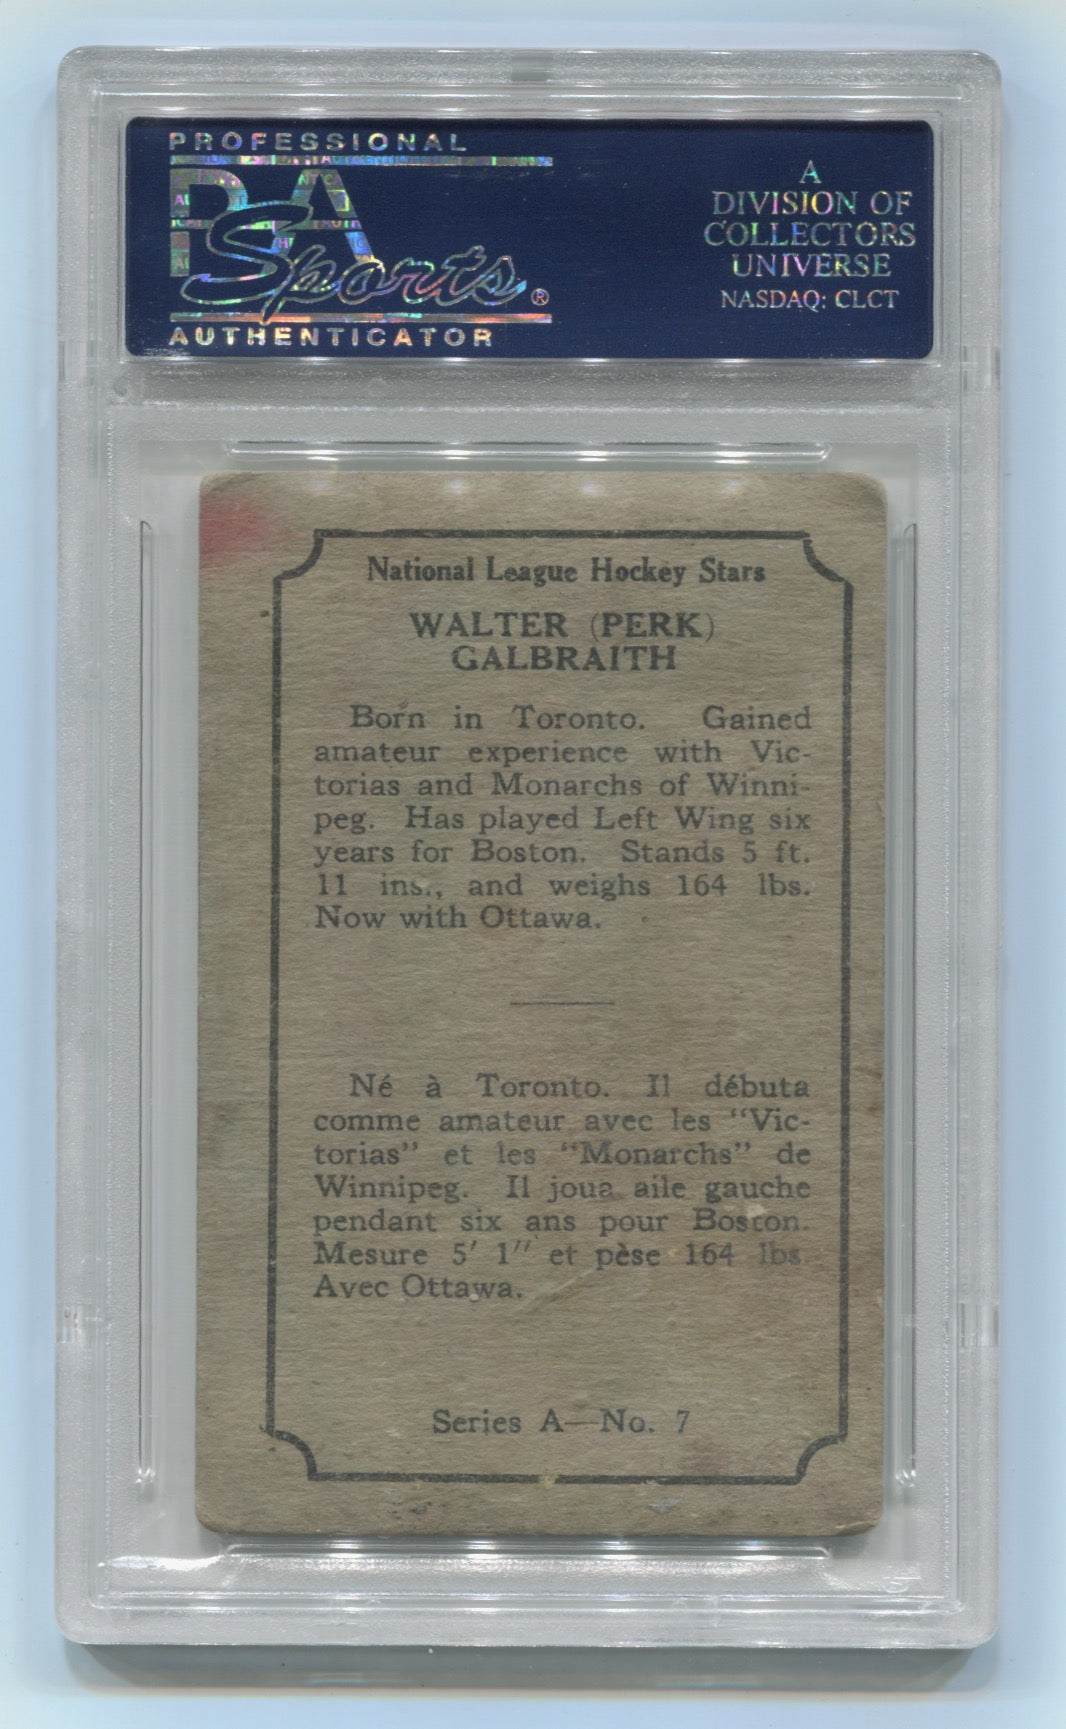 PROFESSIONAL
PSA
Sports®
AUTHENTICATOR
A
DIVISION OF
COLLECTORS
UNIVERSE
NASDAQ: CLCT
National League Hockey Stars
WALTER (PERK)
GALBRAITH
Born in Toronto. Gained
amateur experience with Vic-
torias and Monarchs of Winni-
peg. Has played Left Wing six
years for Boston. Stands 5 ft.
11 ins., and weighs 164 lbs.
Now with Ottawa.
Né à Toronto. Il débuta
comme amateur avec les "Vic-
torias" et les "Monarchs" de
Winnipeg. Il joua aile gauche
pendant six ans pour Boston.
Mesure 5' 1" et pèse 164 lbs.
Avec Ottawa.
Series A—No. 7